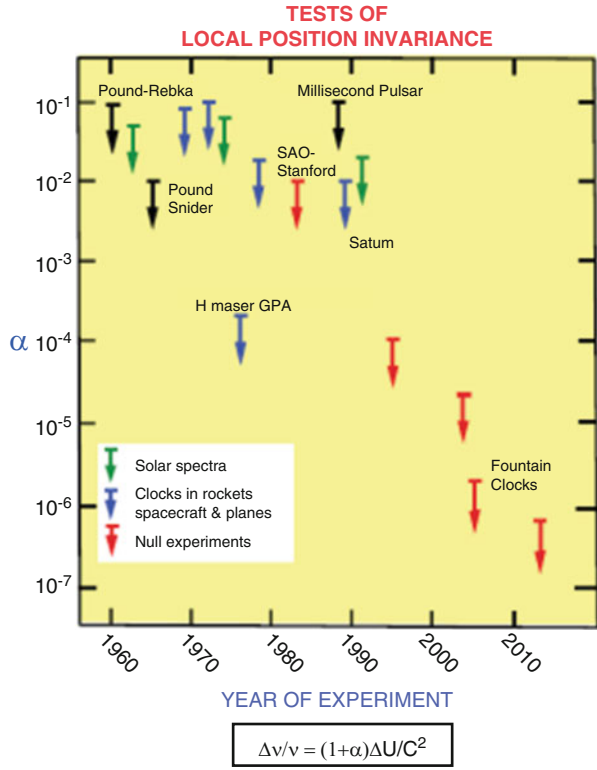 TESTS OF
LOCAL POSITION INVARIANCE
Pound-Rebka
Millisecond Pulsar
SAO-
Stanford
Pound
Snider
Satum
H maser GPA
Fountain
Clocks
α
10⁻¹
10⁻²
10⁻³
10⁻⁴
10⁻⁵
10⁻⁶
10⁻⁷
Solar spectra
Clocks in rockets
spacecraft & planes
Null experiments
1960
1970
1980
1990
2000
2010
YEAR OF EXPERIMENT
Δν/ν = (1+α)ΔU/C²